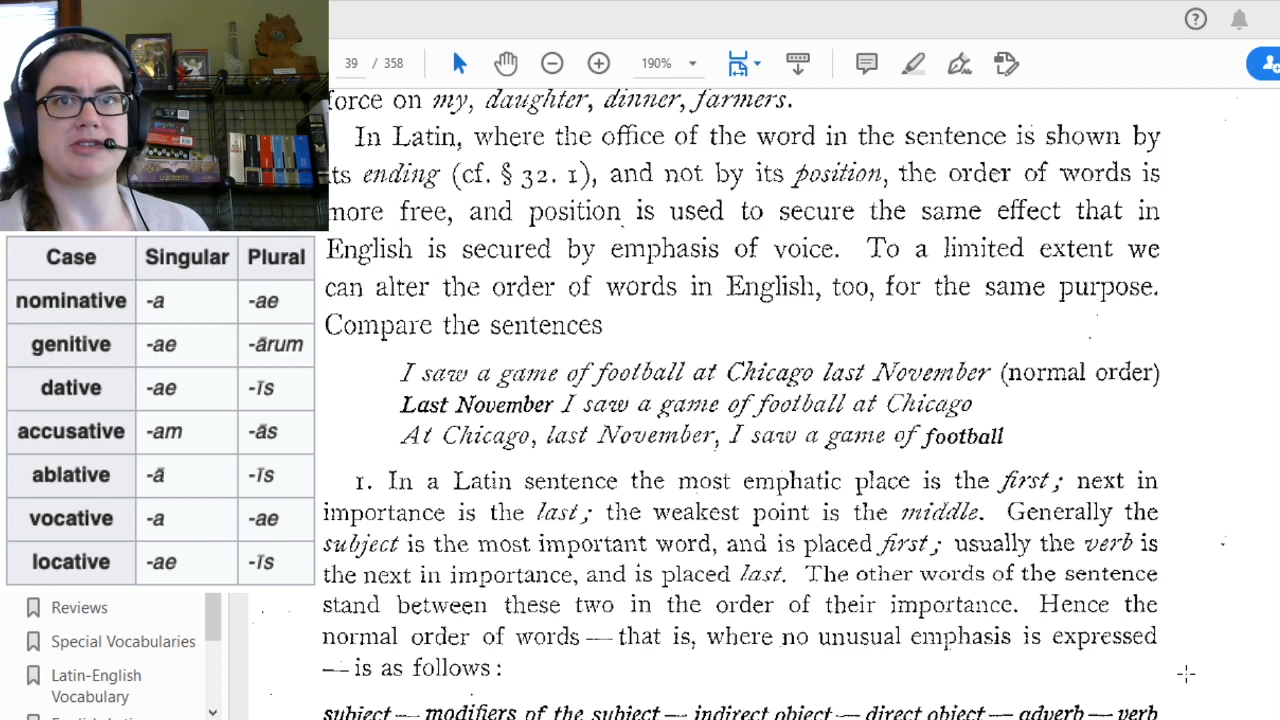 39 / 358
190%
force on my, daughter, dinner, farmers.
In Latin, where the office of the word in the sentence is shown by
its ending (cf. § 32. 1), and not by its position, the order of words is
more free, and position is used to secure the same effect that in
English is secured by emphasis of voice. To a limited extent we
can alter the order of words in English, too, for the same purpose.
Compare the sentences
I saw a game of football at Chicago last November (normal order)
Last November I saw a game of football at Chicago
At Chicago, last November, I saw a game of football
1. In a Latin sentence the most emphatic place is the first; next in
importance is the last; the weakest point is the middle. Generally the
subject is the most important word, and is placed first; usually the verb is
the next in importance, and is placed last. The other words of the sentence
stand between these two in the order of their importance. Hence the
normal order of words — that is, where no unusual emphasis is expressed
— is as follows:
subject — modifiers of the subject — indirect object — direct object — adverb — verb
Case Singular Plural
nominative -a -ae
genitive -ae -ārum
dative -ae -īs
accusative -am -ās
ablative -ā -īs
vocative -a -ae
locative -ae -īs
Reviews
Special Vocabularies
Latin-English
Vocabulary